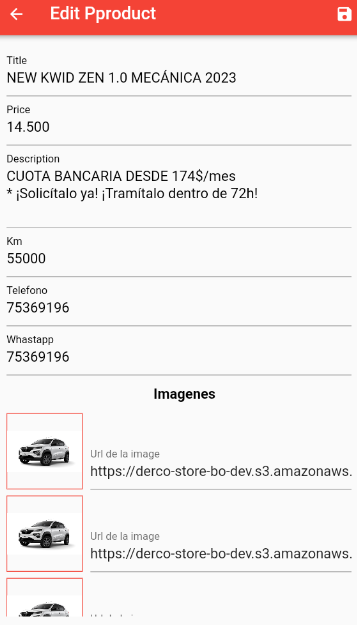 Edit Pproduct
Title
NEW KWID ZEN 1.0 MECÁNICA 2023
Price
14.500
Description
CUOTA BANCARIA DESDE 174$/mes
* ¡Solicítalo ya! ¡Tramítalo dentro de 72h!
Km
55000
Telefono
75369196
Whastapp
75369196
Imagenes
Url de la image
https://derco-store-bo-dev.s3.amazonaws.
Url de la image
https://derco-store-bo-dev.s3.amazonaws.